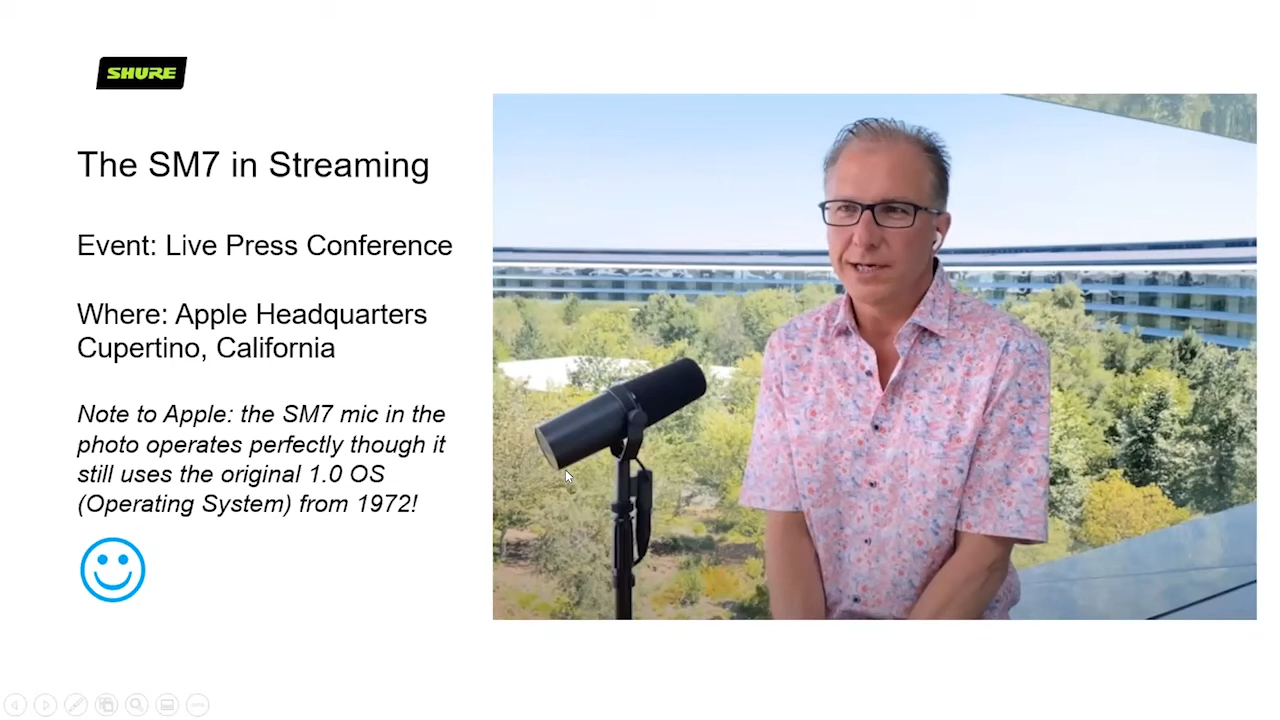 SHURE
The SM7 in Streaming
Event: Live Press Conference
Where: Apple Headquarters
Cupertino, California
Note to Apple: the SM7 mic in the
photo operates perfectly though it
still uses the original 1.0 OS
(Operating System) from 1972!